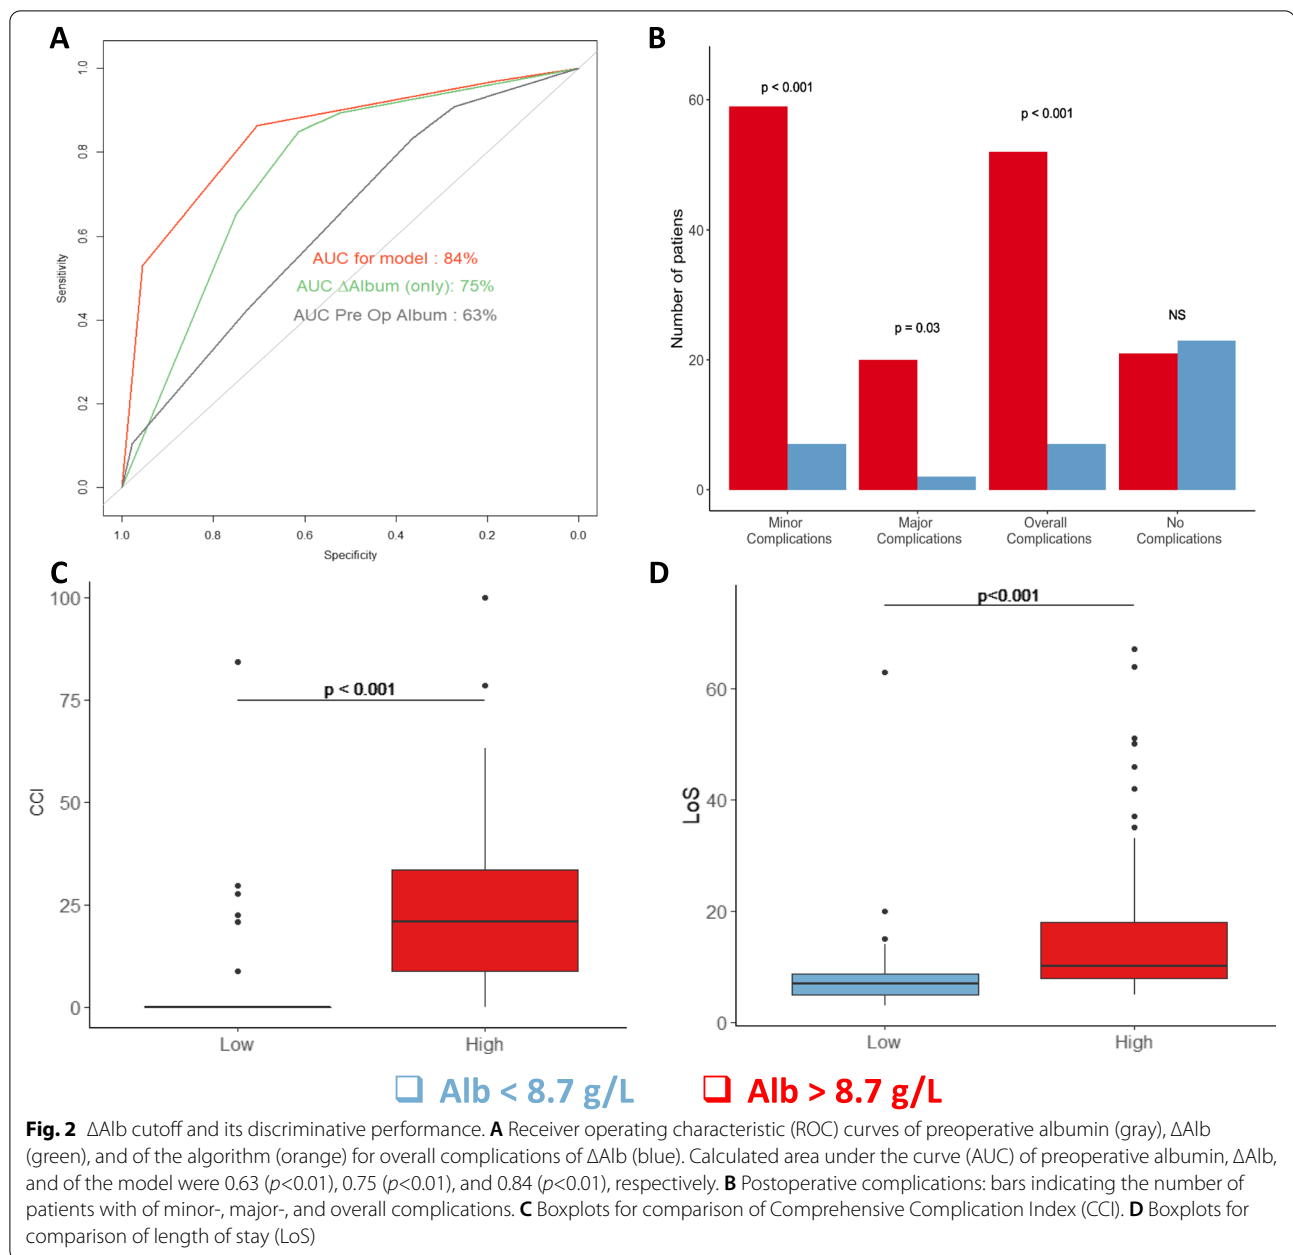 A
1.0
0.8
0.6
0.4
0.2
0.0
Sensitivity
AUC for model : 84%
AUC ΔAlbum (only): 75%
AUC Pre Op Album : 63%
1.0 0.8 0.6 0.4 0.2 0.0
Specificity
B
Number of patiens
60
40
20
0
p < 0.001
p = 0.03
p < 0.001
NS
Minor Complications
Major Complications
Overall Complications
No Complications
C
CCI
100
75
50
25
0
p < 0.001
Low High
D
LoS
60
40
20
0
p<0.001
Low High
❏ Alb < 8.7 g/L ❏ Alb > 8.7 g/L
Fig. 2 ΔAlb cutoff and its discriminative performance. A Receiver operating characteristic (ROC) curves of preoperative albumin (gray), ΔAlb
(green), and of the algorithm (orange) for overall complications of ΔAlb (blue). Calculated area under the curve (AUC) of preoperative albumin, ΔAlb,
and of the model were 0.63 (p<0.01), 0.75 (p<0.01), and 0.84 (p<0.01), respectively. B Postoperative complications: bars indicating the number of
patients with of minor-, major-, and overall complications. C Boxplots for comparison of Comprehensive Complication Index (CCI). D Boxplots for
comparison of length of stay (LoS)